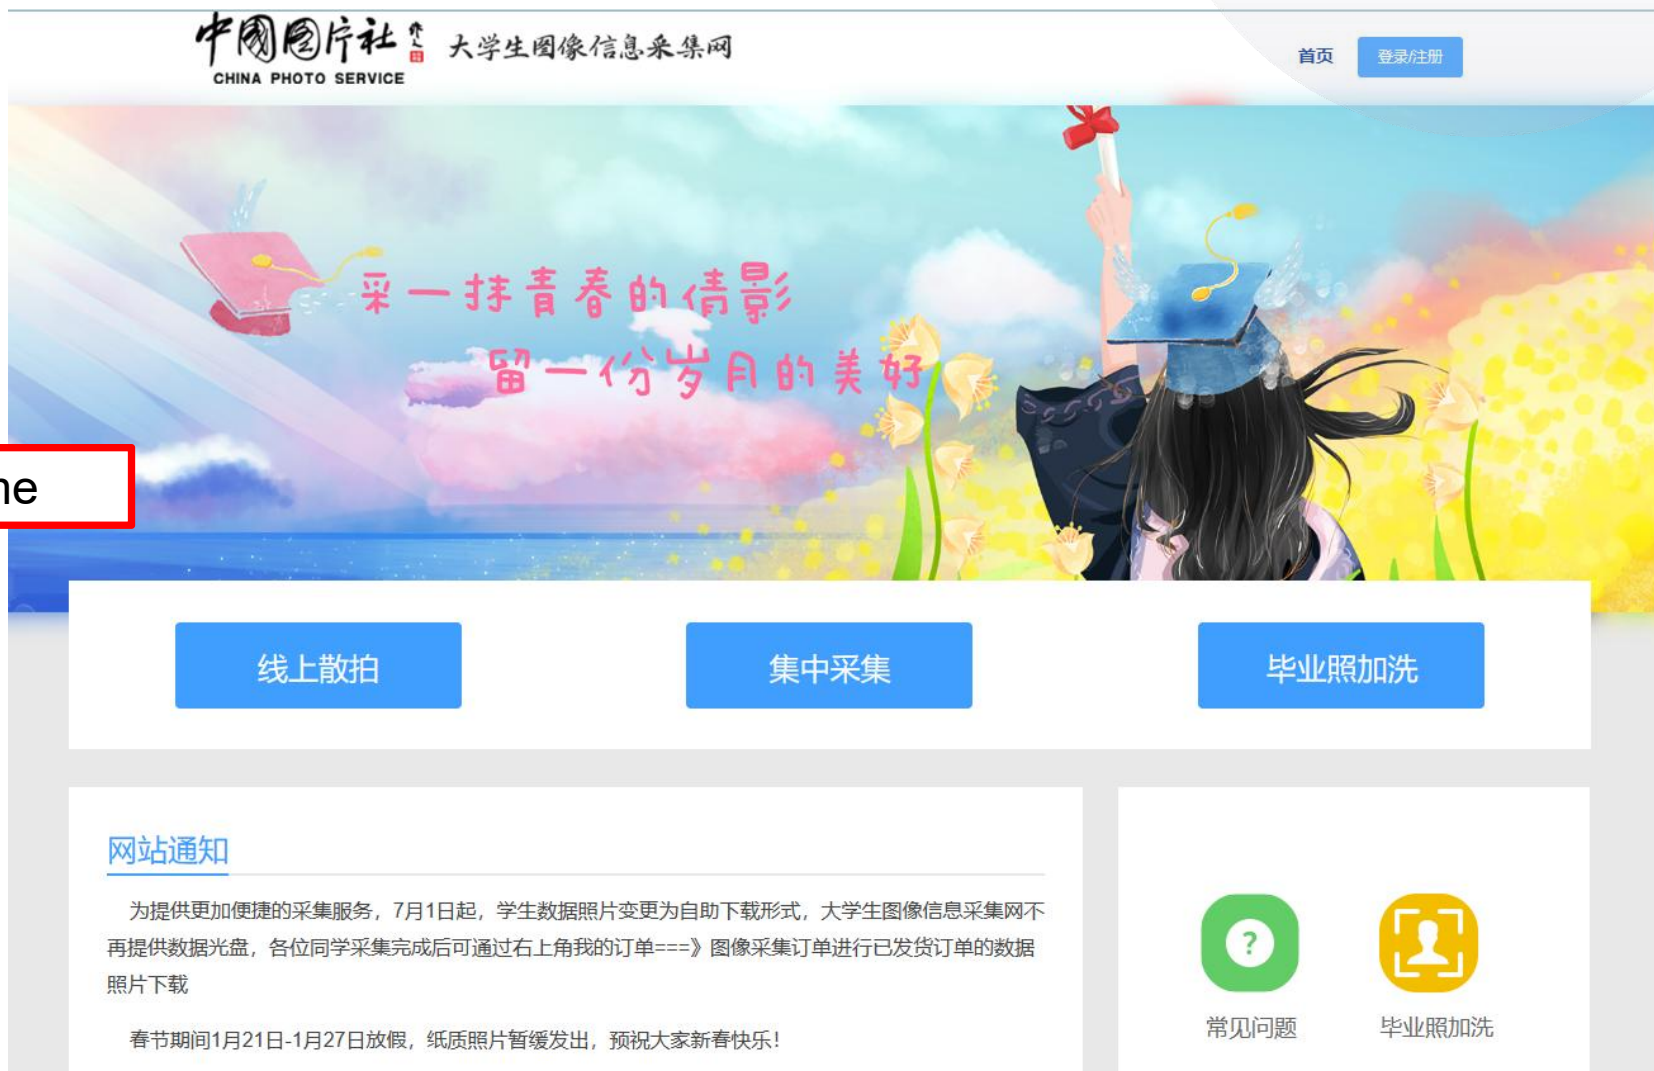 中國图片社
CHINA PHOTO SERVICE
大学生图像信息采集网
首页
登录/注册
采一抹青春的倩影
留一份岁月的美好
ne
线上散拍
集中采集
毕业照加洗
网站通知
为提供更加便捷的采集服务，7月1日起，学生数据照片变更为自助下载形式，大学生图像信息采集网不
再提供数据光盘，各位同学采集完成后可通过右上角我的订单===》图像采集订单进行已发货订单的数据
照片下载
春节期间1月21日-1月27日放假，纸质照片暂缓发出，预祝大家新春快乐！
?
常见问题
毕业照加洗